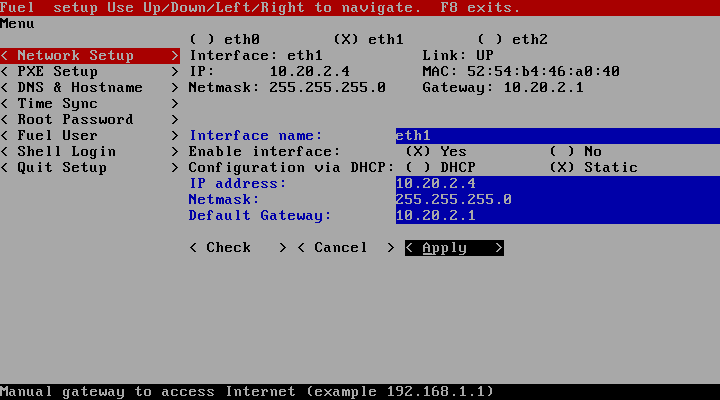 Fuel  setup Use Up/Down/Left/Right to navigate.  F8 exits.
Menu
( ) eth0         (X) eth1         ( ) eth2
< Network Setup    > Interface: eth1           Link: UP
< PXE Setup        > IP:       10.20.2.4       MAC: 52:54:b4:46:a0:40
< DNS & Hostname   > Netmask: 255.255.255.0    Gateway: 10.20.2.1
< Time Sync        >
< Root Password    >
< Fuel User        > Interface name:        eth1
< Shell Login      > Enable interface:       (X) Yes         ( ) No
< Quit Setup       > Configuration via DHCP: ( ) DHCP        (X) Static
IP address:            10.20.2.4
Netmask:               255.255.255.0
Default Gateway:       10.20.2.1
< Check   > < Cancel  > < Apply   >
Manual gateway to access Internet (example 192.168.1.1)